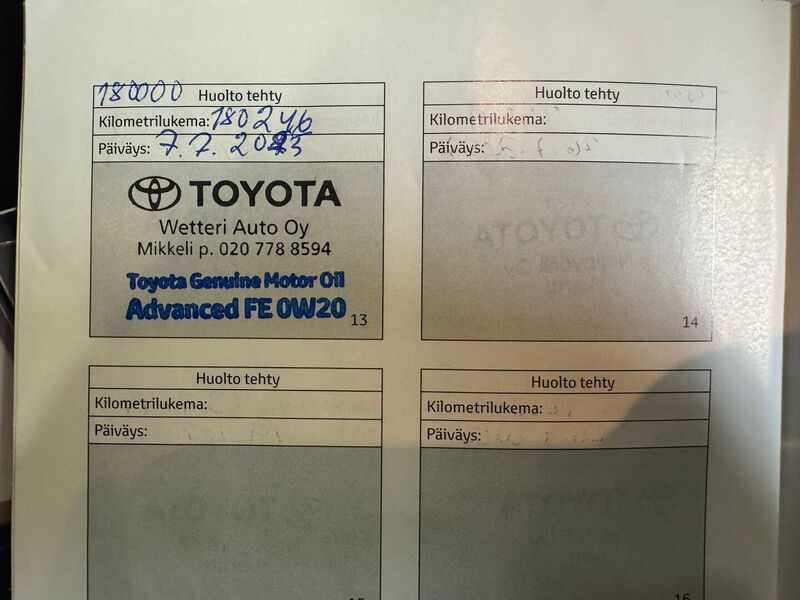 180000 Huolto tehty
Kilometrilukema: 180246
Päiväys: 7.7.2023
TOYOTA
Wetteri Auto Oy
Mikkeli p. 020 778 8594
Toyota Genuine Motor Oil
Advanced FE 0W20
13
Huolto tehty
Kilometrilukema:
Päiväys:
14
Huolto tehty
Kilometrilukema:
Päiväys:
Huolto tehty
Kilometrilukema:
Päiväys: